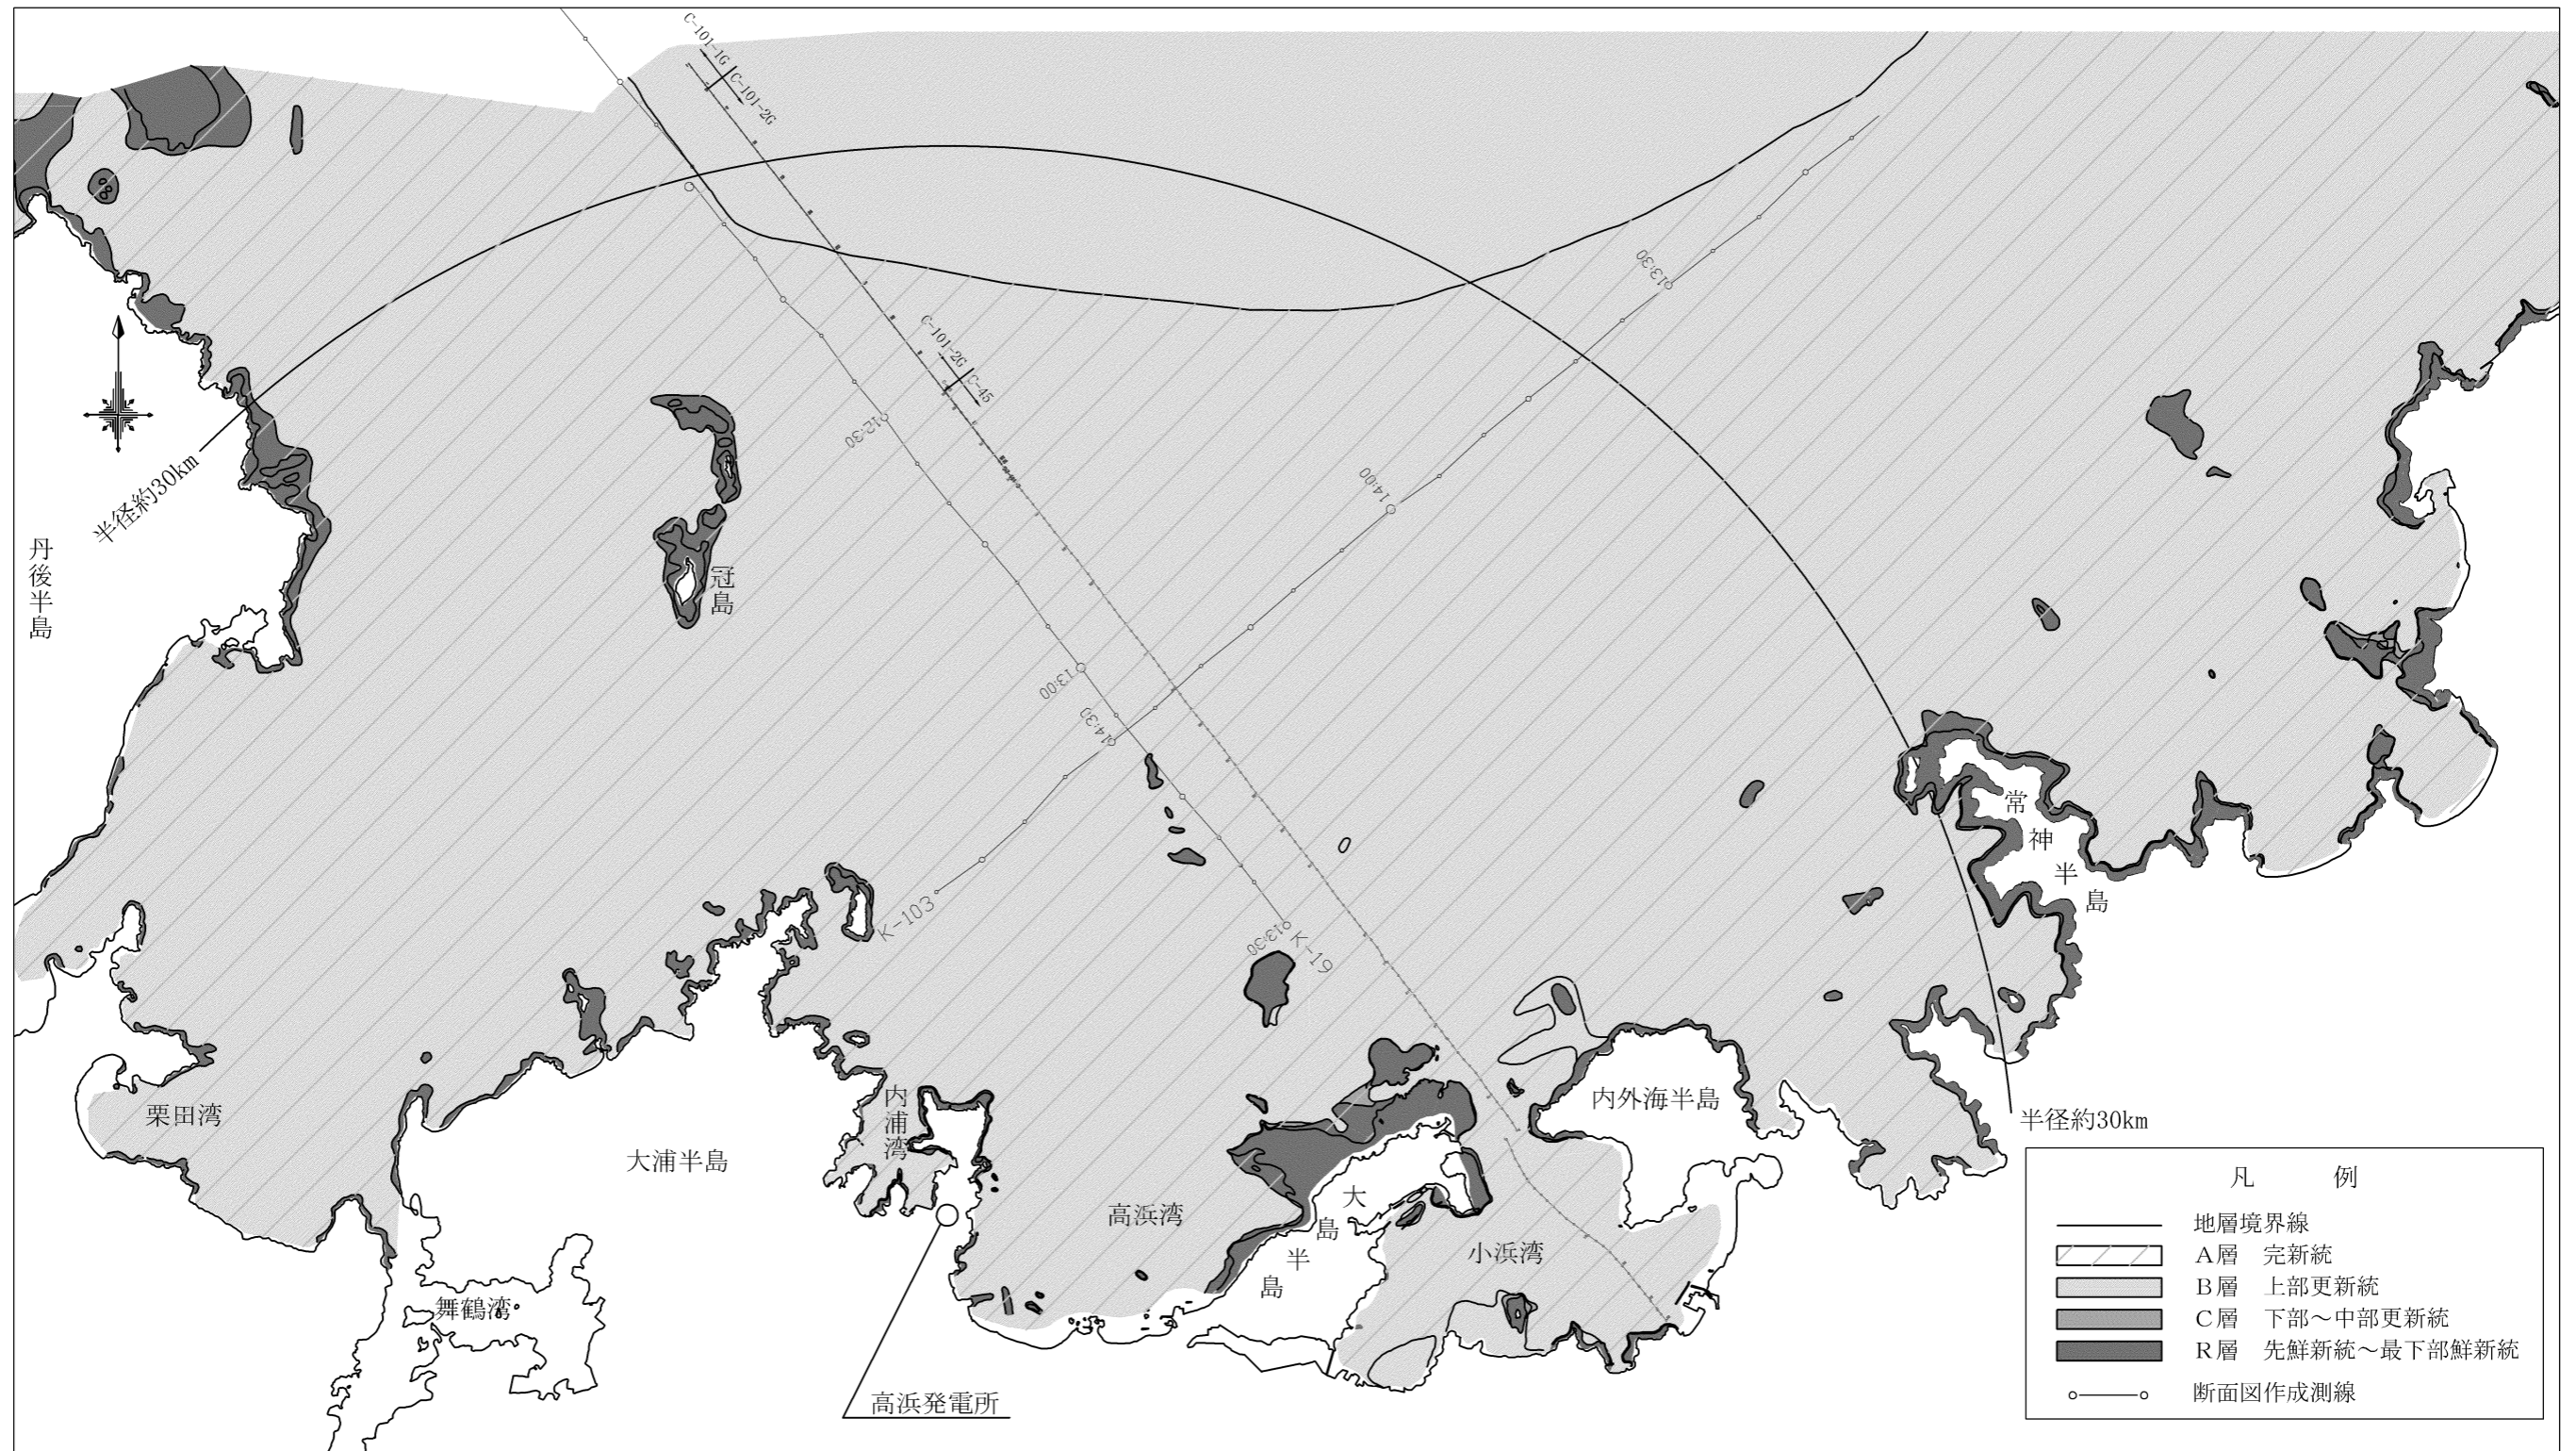 C-101-1G
C-101-2G
13:30
C-101-2G
C-45
12:30
14:00
半径約30km
丹後半島
冠島
13:00
14:30
常神半島
K-103
13:30
K-19
内浦湾
内外海半島
栗田湾
半径約30km
大浦半島
大島半島
高浜湾
小浜湾
舞鶴湾
高浜発電所
凡 例
地層境界線
A層 完新統
B層 上部更新統
C層 下部～中部更新統
R層 先鮮新統～最下部鮮新統
断面図作成測線